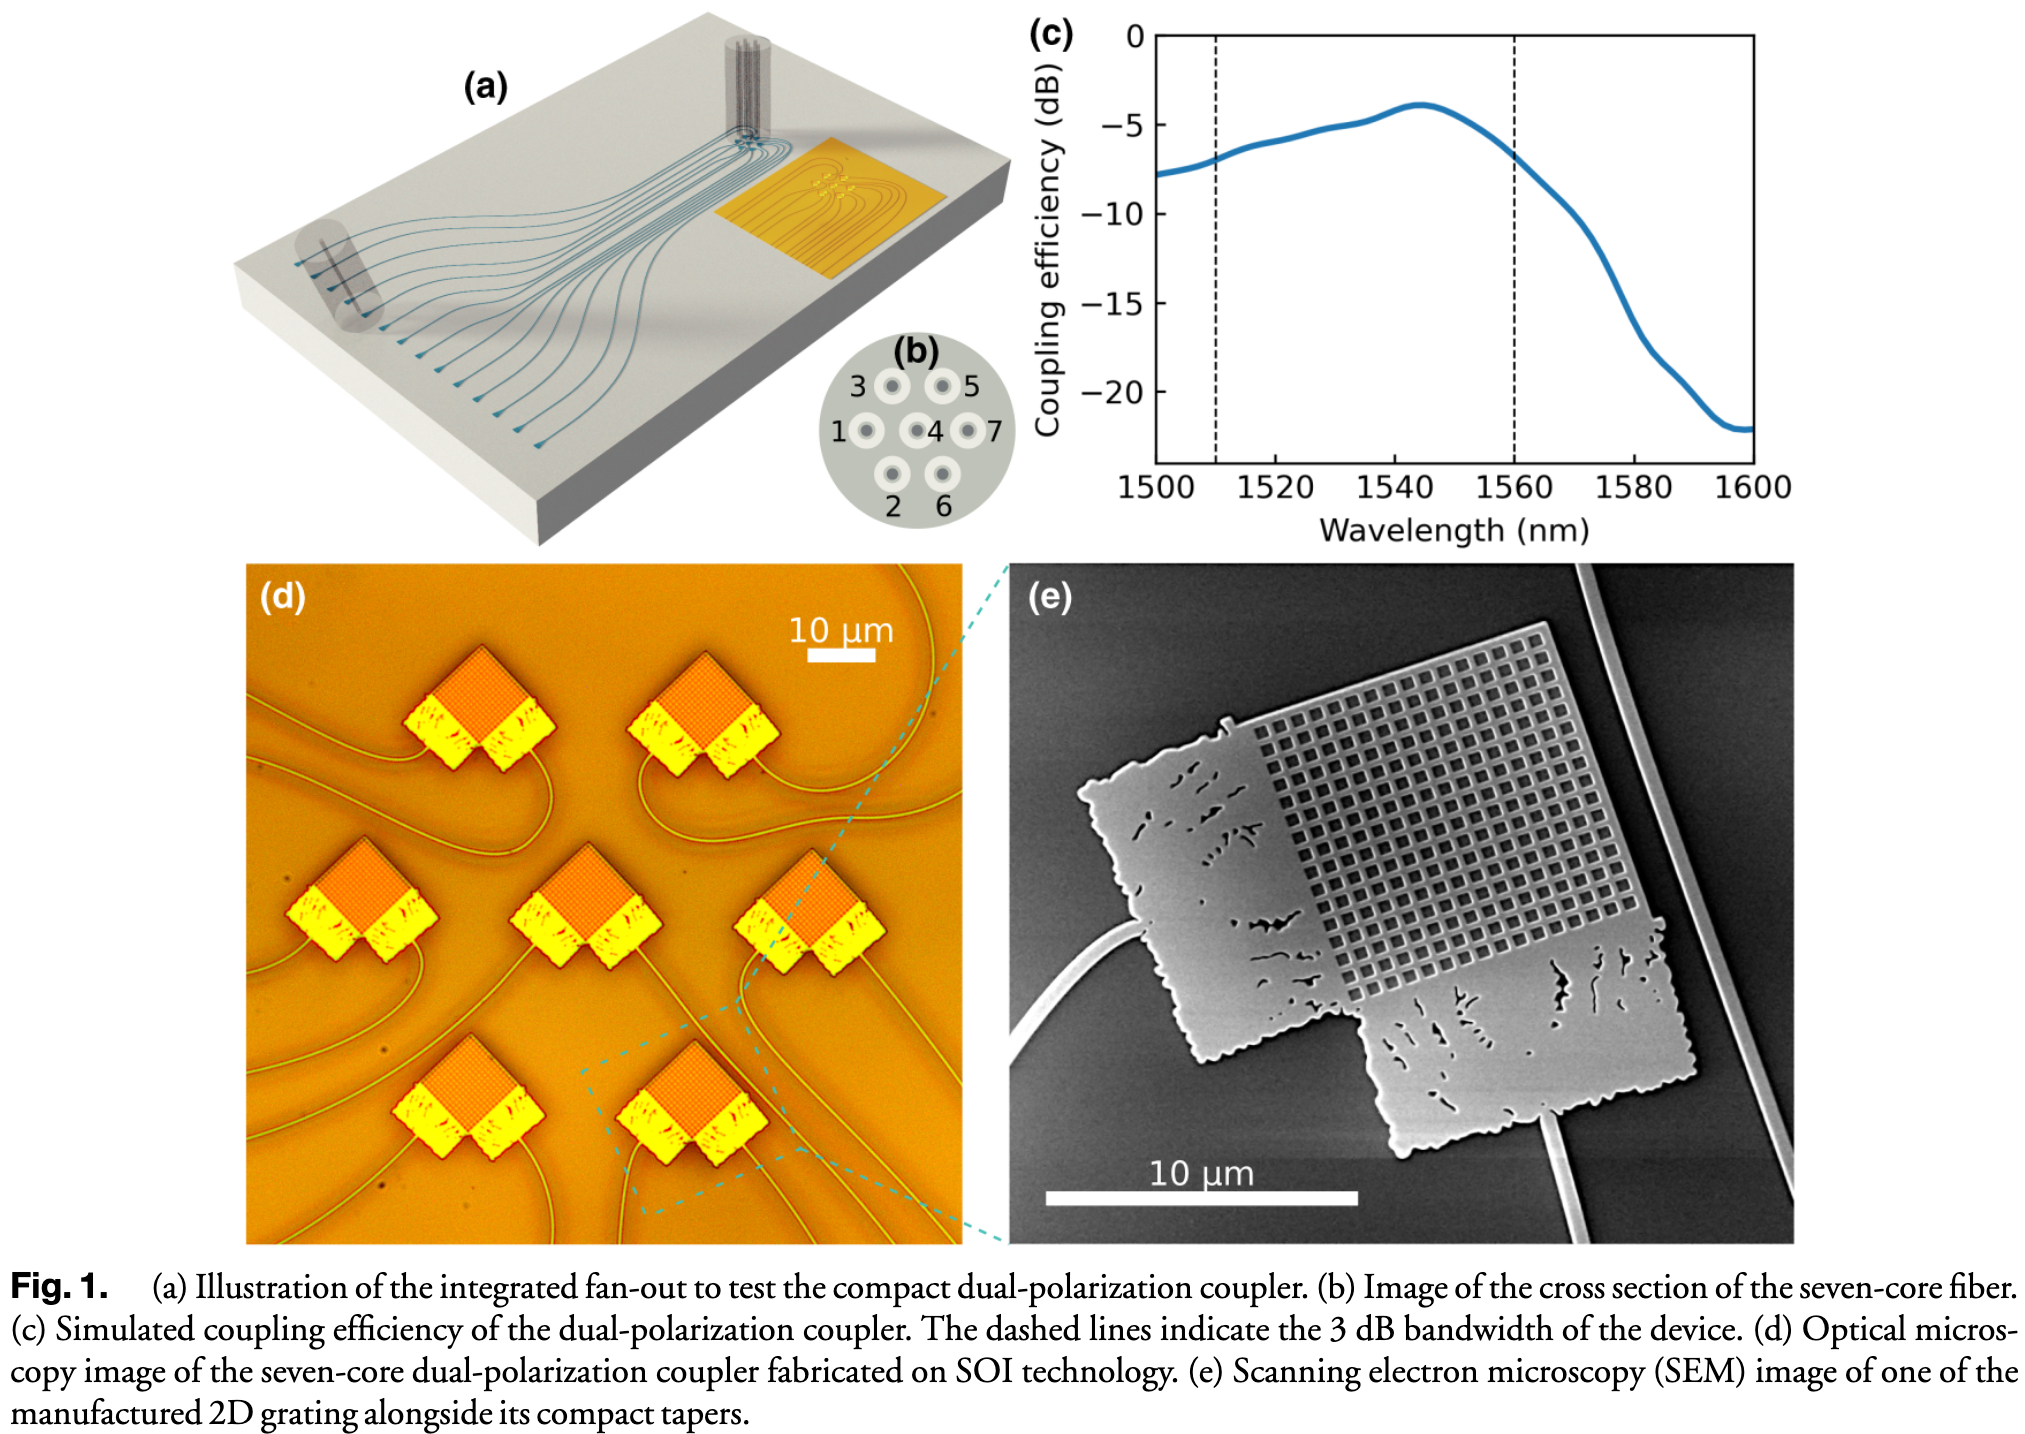 (a)
(b)
3 5
1 4 7
2 6
(c)
Coupling efficiency (dB)
0
−5
−10
−15
−20
1500 1520 1540 1560 1580 1600
Wavelength (nm)
(d)
10 µm
(e)
10 µm
Fig. 1. (a) Illustration of the integrated fan-out to test the compact dual-polarization coupler. (b) Image of the cross section of the seven-core fiber.
(c) Simulated coupling efficiency of the dual-polarization coupler. The dashed lines indicate the 3 dB bandwidth of the device. (d) Optical micros-
copy image of the seven-core dual-polarization coupler fabricated on SOI technology. (e) Scanning electron microscopy (SEM) image of one of the
manufactured 2D grating alongside its compact tapers.